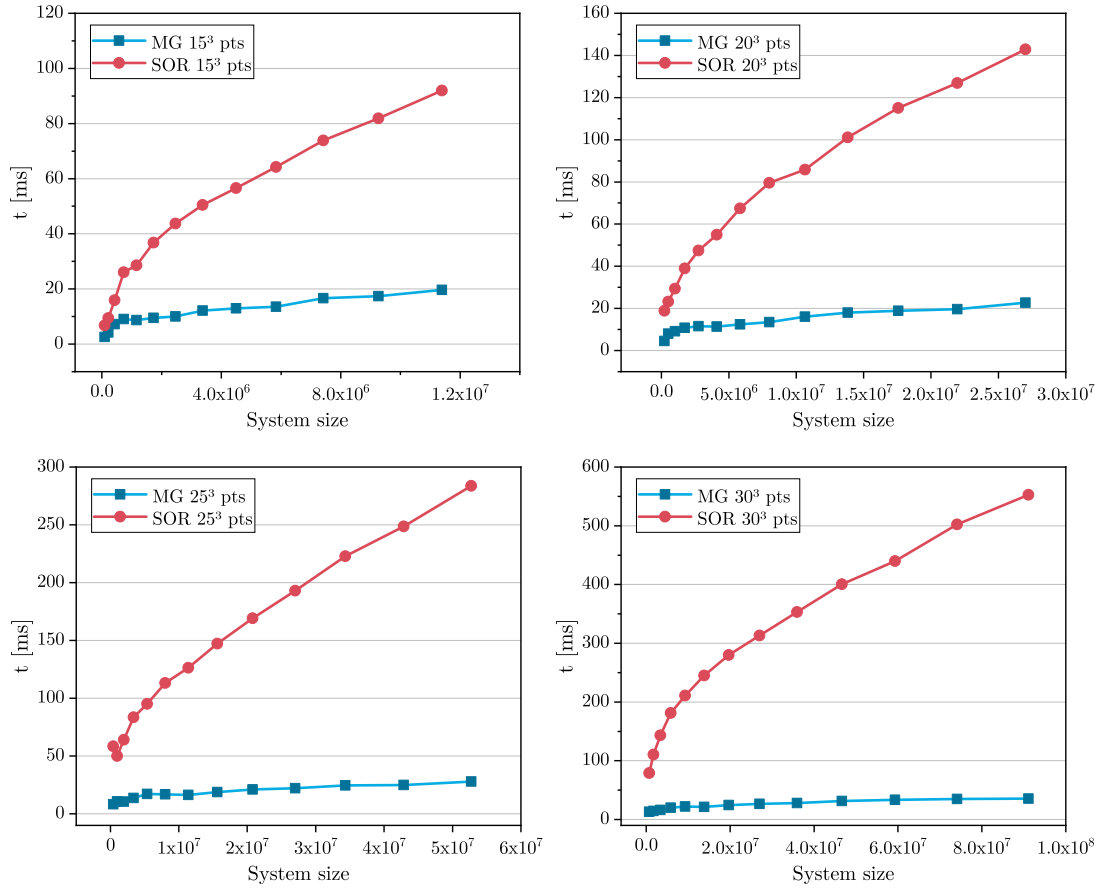 120
100
80
60
40
20
0
t [ms]
MG 15³ pts
SOR 15³ pts
0.0 4.0x10⁶ 8.0x10⁶ 1.2x10⁷
System size
160
140
120
100
80
60
40
20
0
t [ms]
MG 20³ pts
SOR 20³ pts
0.0 5.0x10⁶ 1.0x10⁷ 1.5x10⁷ 2.0x10⁷ 2.5x10⁷ 3.0x10⁷
System size
300
250
200
150
100
50
0
t [ms]
MG 25³ pts
SOR 25³ pts
0 1x10⁷ 2x10⁷ 3x10⁷ 4x10⁷ 5x10⁷ 6x10⁷
System size
600
500
400
300
200
100
0
t [ms]
MG 30³ pts
SOR 30³ pts
0.0 2.0x10⁷ 4.0x10⁷ 6.0x10⁷ 8.0x10⁷ 1.0x10⁸
System size